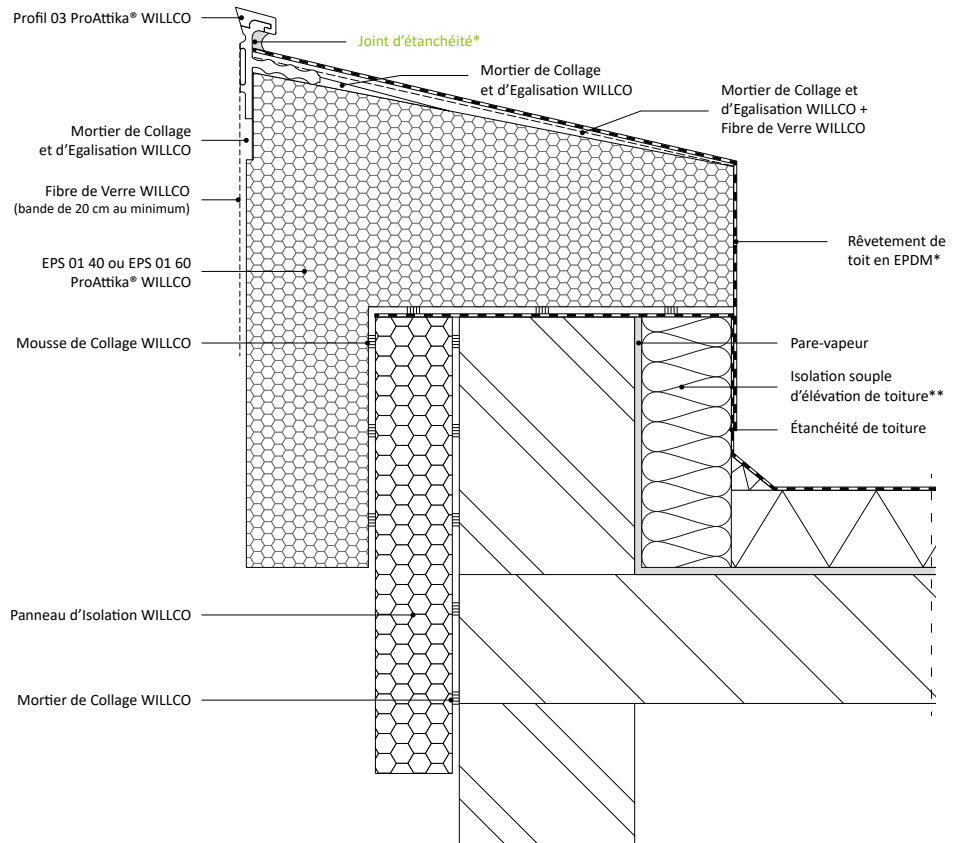 Profil 03 ProAttika® WILLCO
Joint d'étanchéité*
Mortier de Collage
et d'Egalisation WILLCO
Mortier de Collage et
d'Egalisation WILLCO +
Fibre de Verre WILLCO
Mortier de Collage
et d'Egalisation WILLCO
Fibre de Verre WILLCO
(bande de 20 cm au minimum)
Rêvetement de
toit en EPDM*
EPS 01 40 ou EPS 01 60
ProAttika® WILLCO
Mousse de Collage WILLCO
Pare-vapeur
Isolation souple
d'élévation de toiture**
Étanchéité de toiture
Panneau d'Isolation WILLCO
Mortier de Collage WILLCO